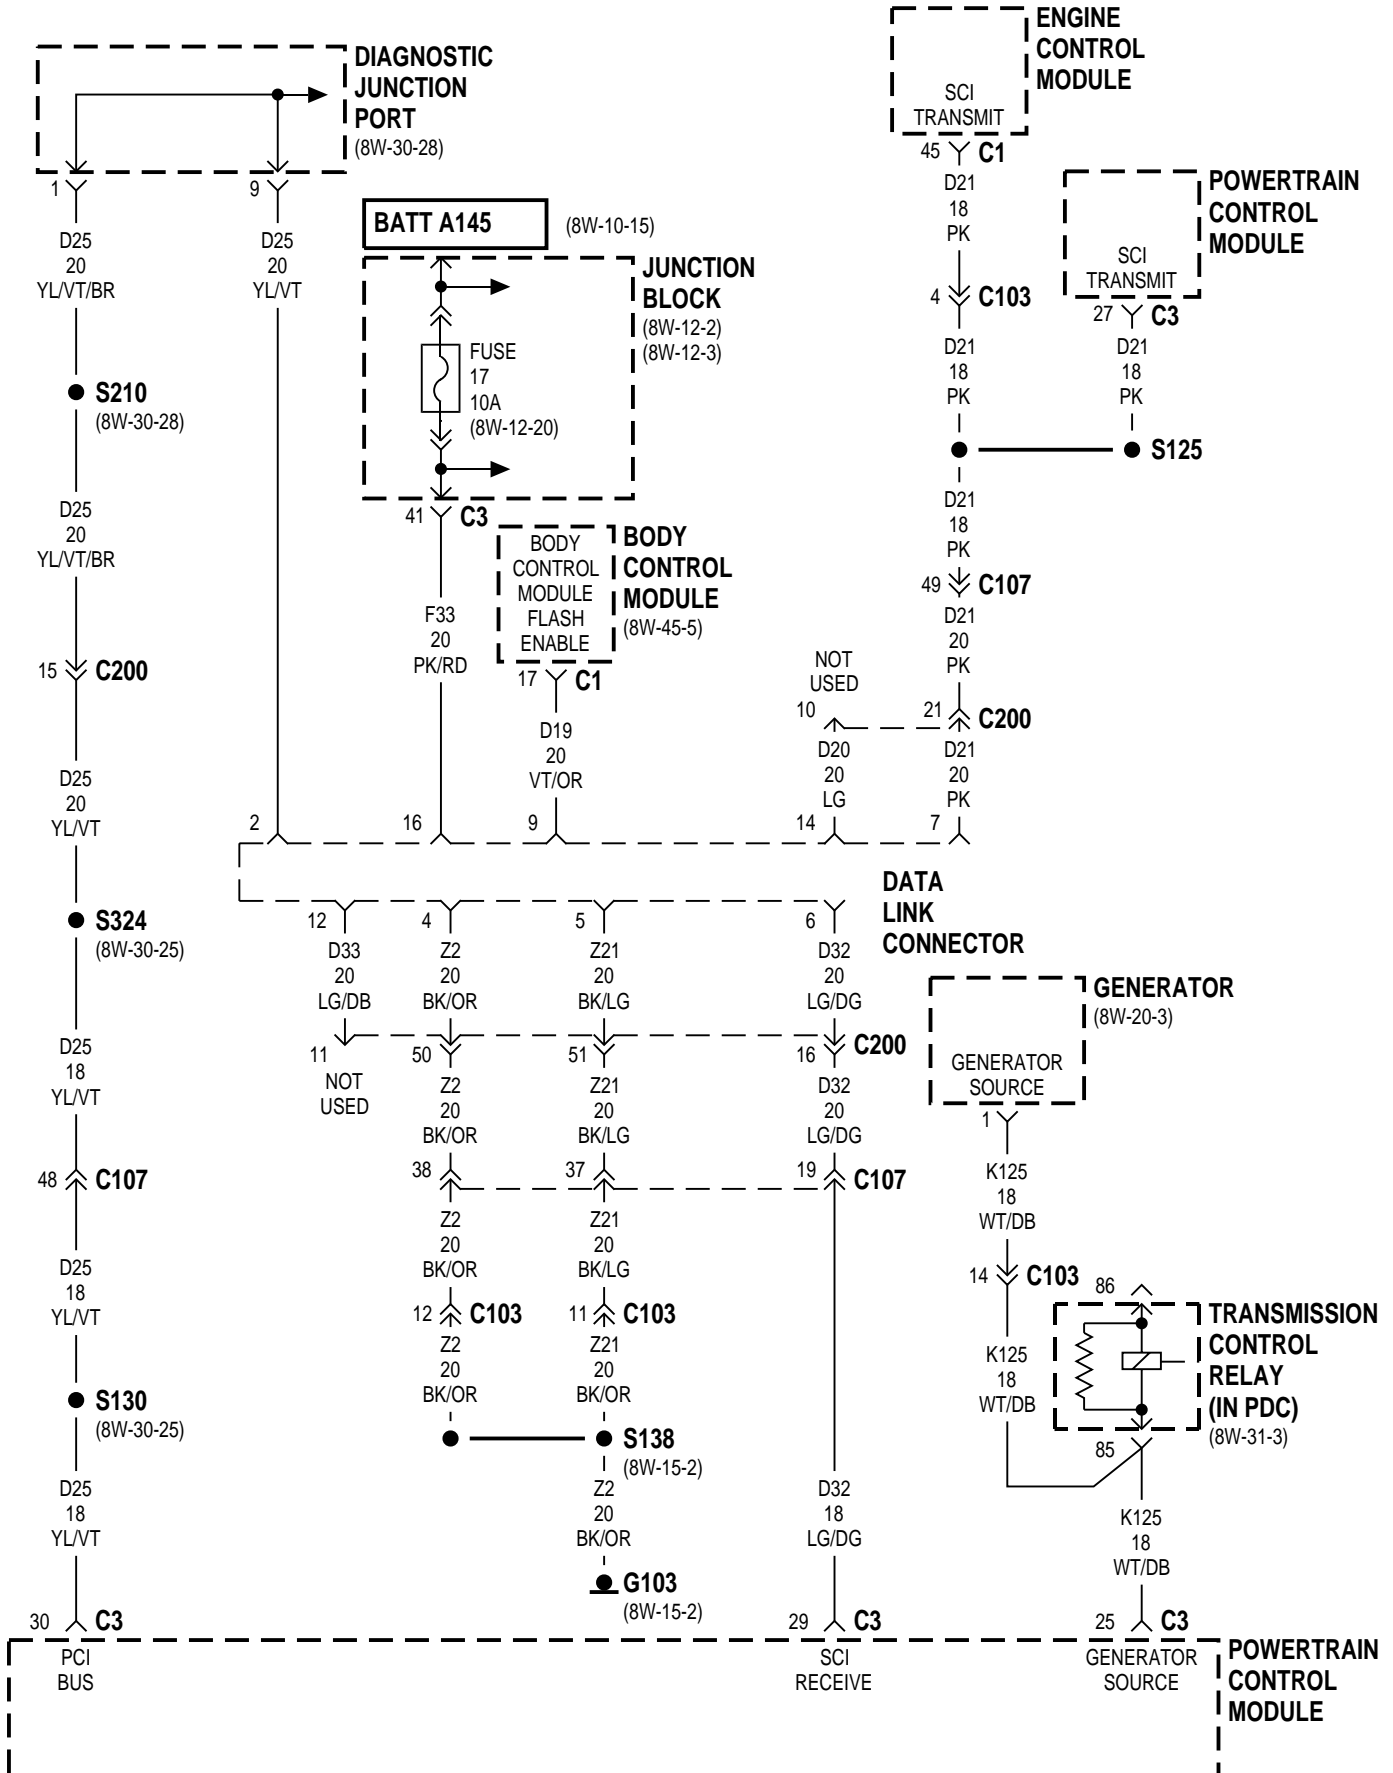 DIAGNOSTIC
JUNCTION
PORT
(8W-30-28)
1
9
D25
20
YL/VT/BR
D25
20
YL/VT
S210
(8W-30-28)
D25
20
YL/VT/BR
15
C200
D25
20
YL/VT
S324
(8W-30-25)
D25
18
YL/VT
48
C107
D25
18
YL/VT
S130
(8W-30-25)
D25
18
YL/VT
30
C3
PCI
BUS
BATT A145
(8W-10-15)
JUNCTION
BLOCK
(8W-12-2)
(8W-12-3)
FUSE
17
10A
(8W-12-20)
41
C3
F33
20
PK/RD
BODY
CONTROL
MODULE
FLASH
ENABLE
BODY
CONTROL
MODULE
(8W-45-5)
17
C1
D19
20
VT/OR
ENGINE
CONTROL
MODULE
SCI
TRANSMIT
45
C1
D21
18
PK
4
C103
D21
18
PK
POWERTRAIN
CONTROL
MODULE
SCI
TRANSMIT
27
C3
D21
18
PK
S125
D21
18
PK
49
C107
D21
20
PK
NOT
USED
10
21
C200
D20
20
LG
D21
20
PK
2
16
9
14
7
DATA
LINK
CONNECTOR
12
4
5
6
D33
20
LG/DB
Z2
20
BK/OR
Z21
20
BK/LG
D32
20
LG/DG
11
50
51
16
C200
NOT
USED
Z2
20
BK/OR
Z21
20
BK/LG
D32
20
LG/DG
38
37
19
C107
Z2
20
BK/OR
Z21
20
BK/LG
12
C103
11
C103
Z2
20
BK/OR
Z21
20
BK/OR
S138
(8W-15-2)
Z2
20
BK/OR
G103
(8W-15-2)
D32
18
LG/DG
29
C3
SCI
RECEIVE
GENERATOR
(8W-20-3)
GENERATOR
SOURCE
1
K125
18
WT/DB
14
C103
K125
18
WT/DB
86
TRANSMISSION
CONTROL
RELAY
(IN PDC)
(8W-31-3)
85
K125
18
WT/DB
25
C3
GENERATOR
SOURCE
POWERTRAIN
CONTROL
MODULE